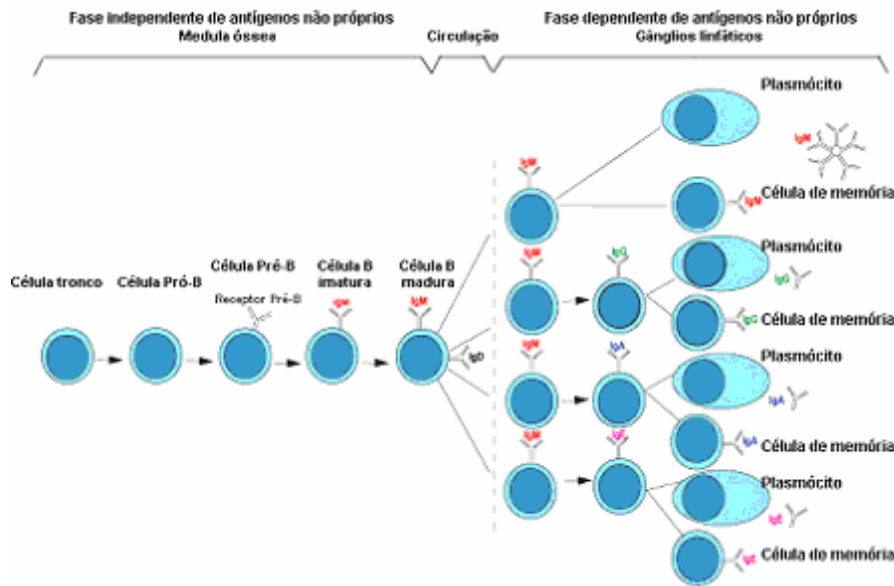 Fase independente de antígenos não próprios
Medula óssea
Circulação
Fase dependente de antígenos não próprios
Gânglios linfáticos
Célula tronco
Célula Pró-B
Célula Pré-B
Receptor Pré-B
Célula B
imatura
IgM
Célula B
madura
IgM
IgD
IgM
Plasmócito
IgM
Célula de memória
IgM
IgM
IgG
Plasmócito
IgG
Célula de memória
IgG
IgM
IgA
Plasmócito
IgA
Célula de memória
IgA
IgM
IgE
Plasmócito
IgE
Célula de memória
IgE